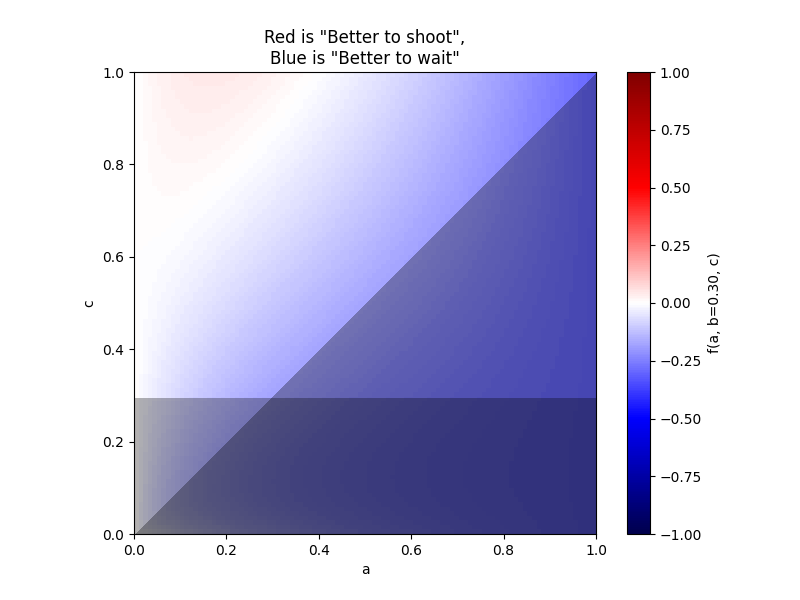 Red is "Better to shoot",
Blue is "Better to wait"
1.0
0.8
0.6
0.4
0.2
0.0
c
0.0 0.2 0.4 0.6 0.8 1.0
a
1.00
0.75
0.50
0.25
0.00
−0.25
−0.50
−0.75
−1.00
f(a, b=0.30, c)